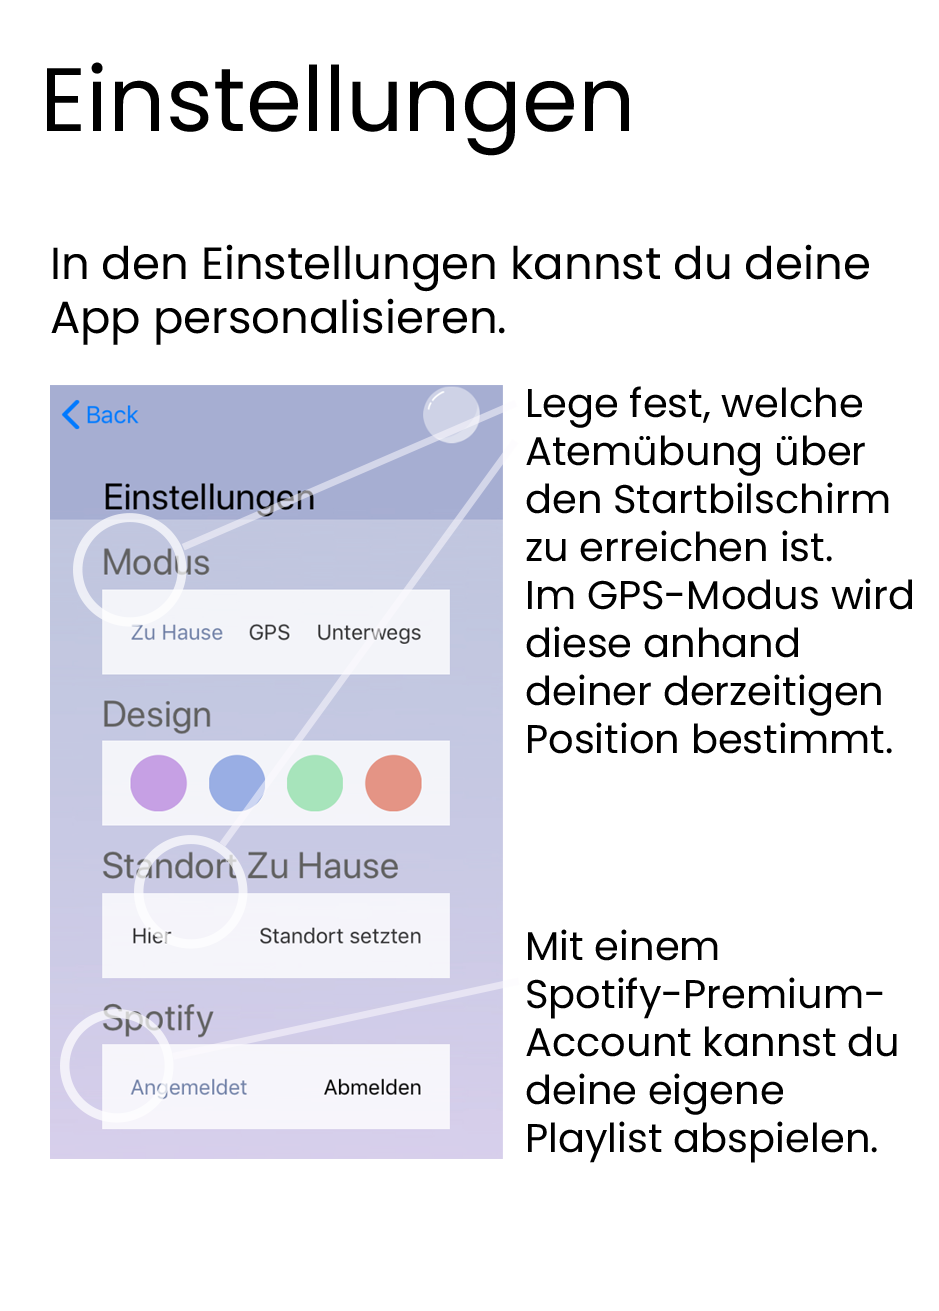 Einstellungen
In den Einstellungen kannst du deine
App personalisieren.
Back
Einstellungen
Modus
Zu Hause GPS Unterwegs
Design
Standort Zu Hause
Hier Standort setzten
Spotify
Angemeldet Abmelden
Lege fest, welche
Atemübung über
den Startbilschirm
zu erreichen ist.
Im GPS-Modus wird
diese anhand
deiner derzeitigen
Position bestimmt.
Mit einem
Spotify-Premium-
Account kannst du
deine eigene
Playlist abspielen.